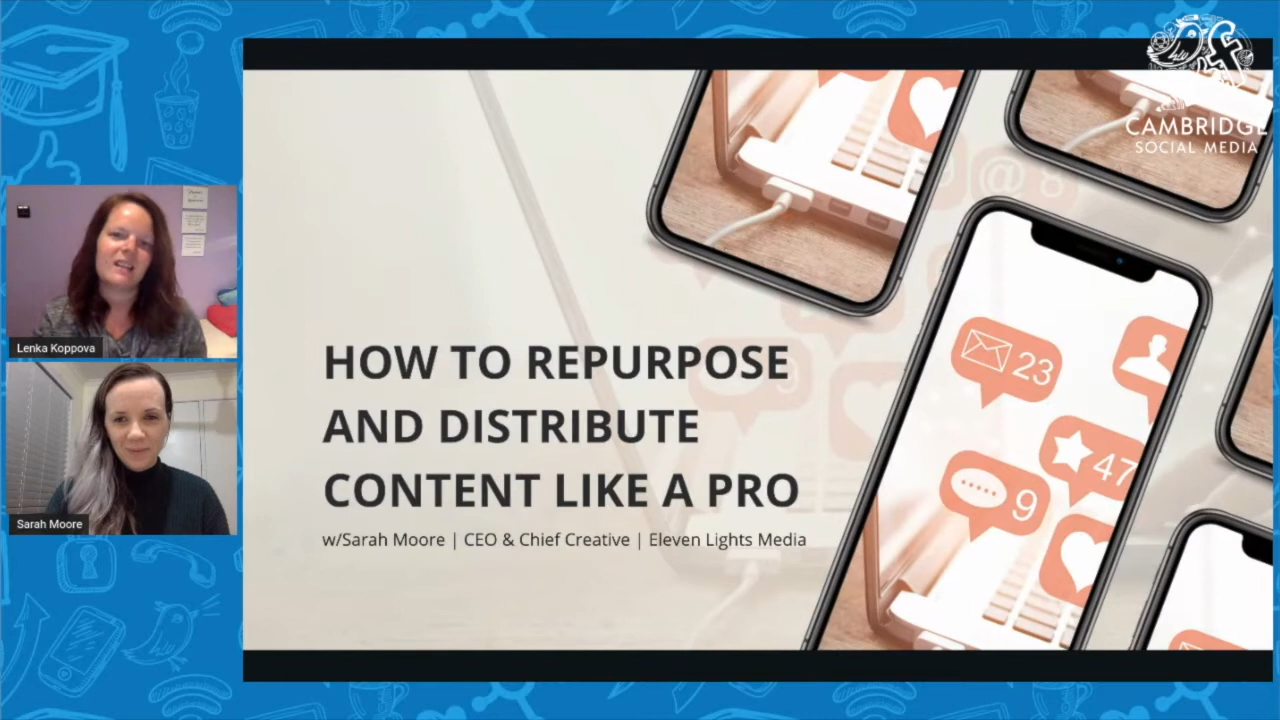 CAMBRIDGE
SOCIAL MEDIA
Lenka Koppova
Sarah Moore
HOW TO REPURPOSE
AND DISTRIBUTE
CONTENT LIKE A PRO
w/Sarah Moore | CEO & Chief Creative | Eleven Lights Media
23
47
9